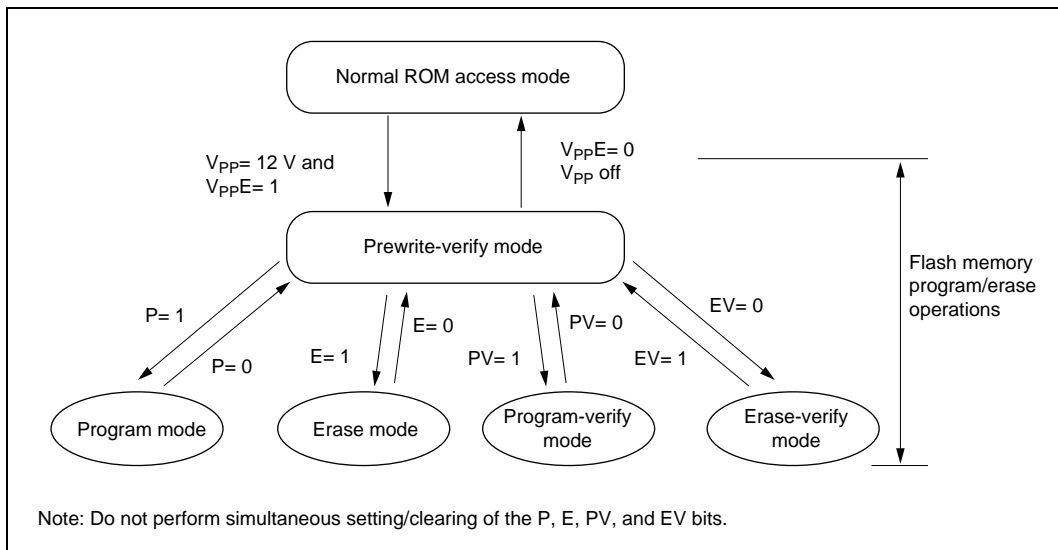 Normal ROM access mode
VPP= 12 V and
VPPE= 1
VPPE= 0
VPP off
Prewrite-verify mode
Flash memory
program/erase
operations
P= 1
P= 0
E= 1
E= 0
PV= 1
PV= 0
EV= 1
EV= 0
Program mode
Erase mode
Program-verify
mode
Erase-verify
mode
Note: Do not perform simultaneous setting/clearing of the P, E, PV, and EV bits.